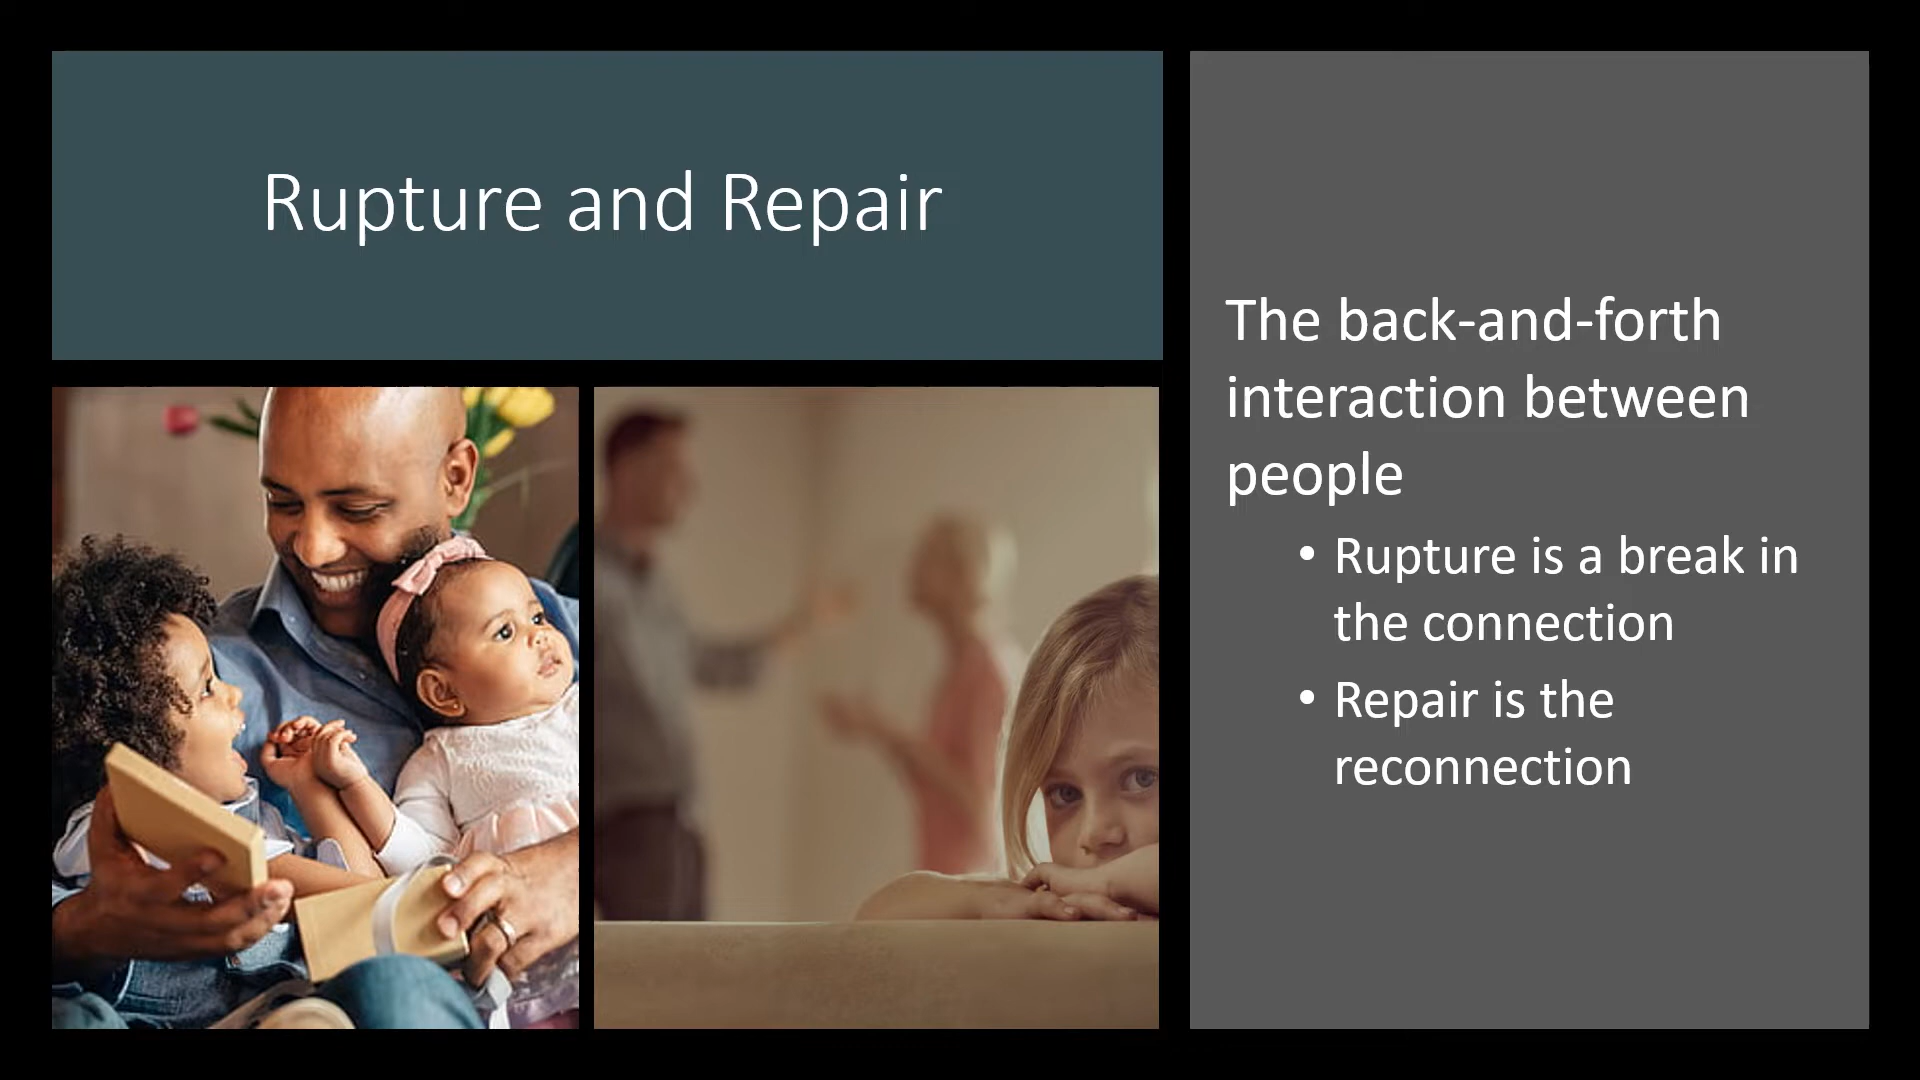 Rupture and Repair
The back-and-forth
interaction between
people
• Rupture is a break in
the connection
• Repair is the
reconnection